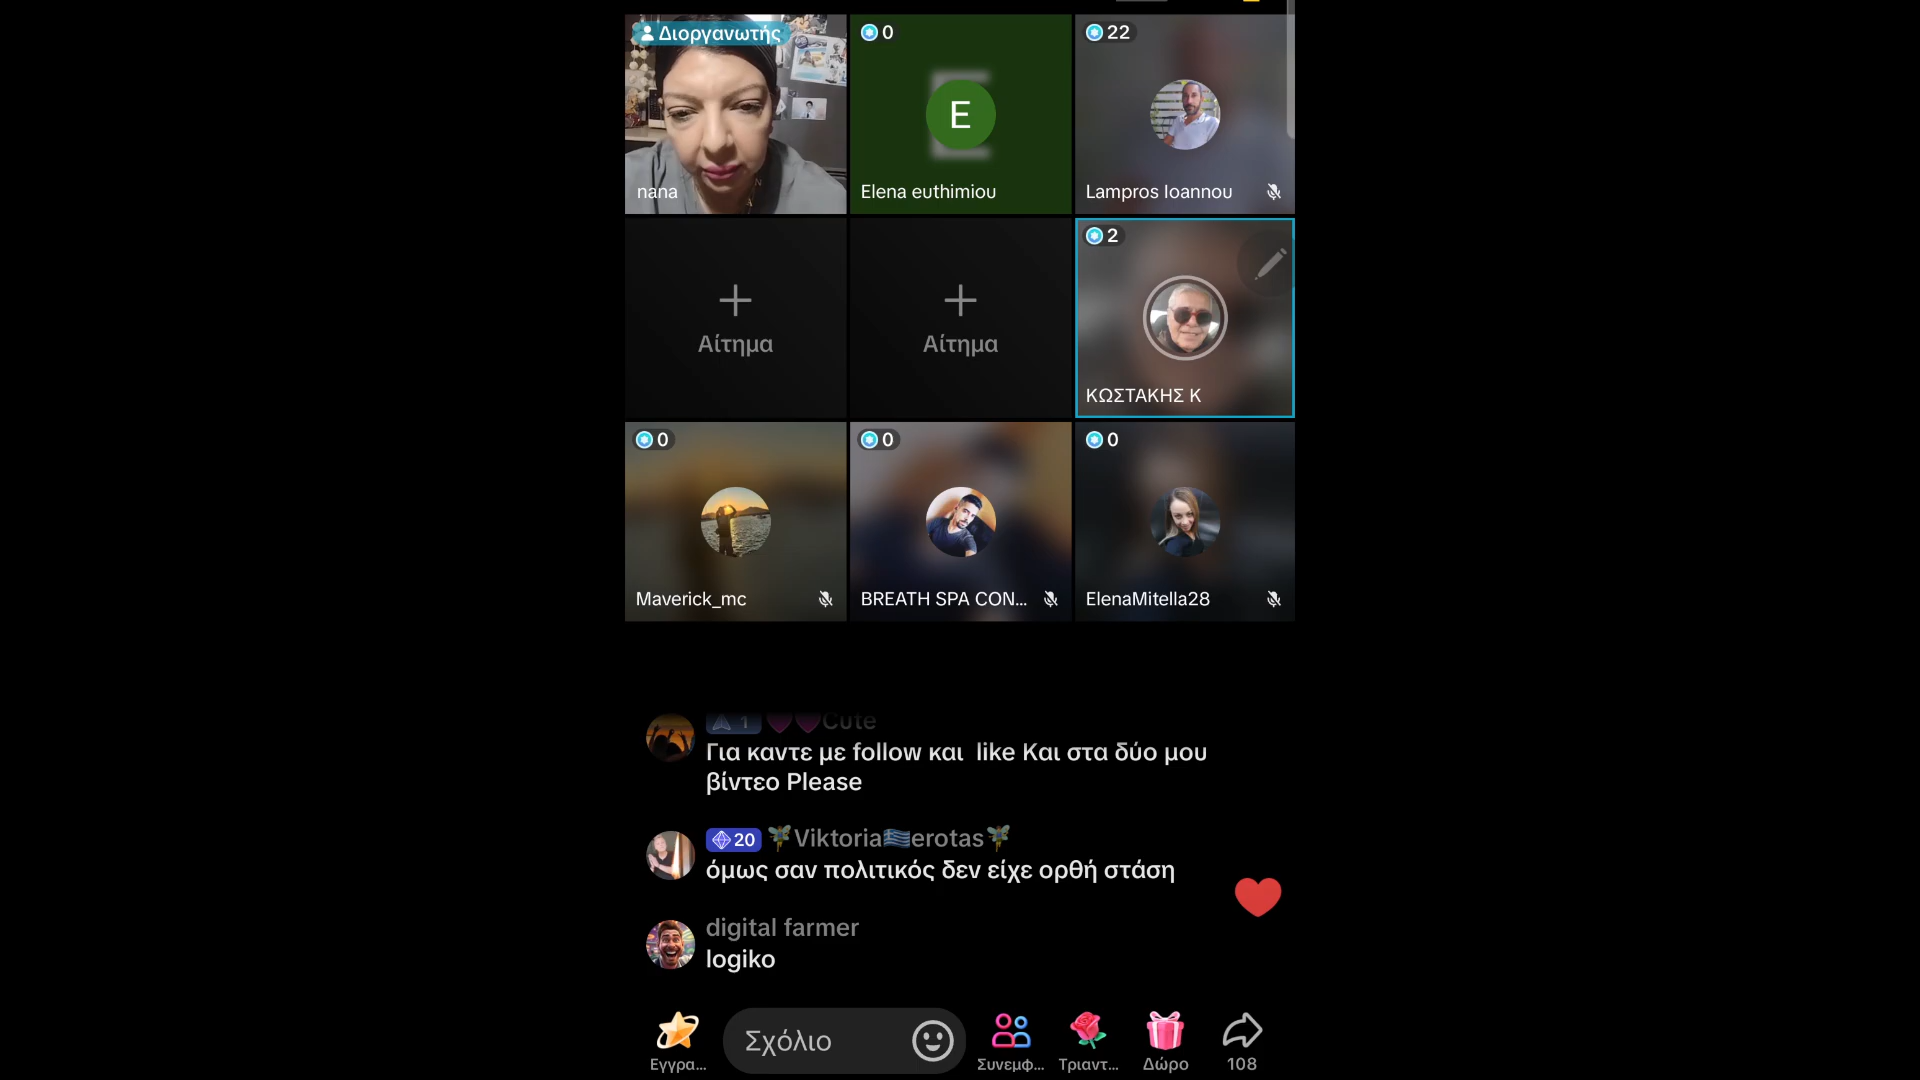 Διοργανωτής
0
22
E
nana
Elena euthimiou
Lampros Ioannou
2
Αίτημα
Αίτημα
ΚΩΣΤΑΚΗΣ Κ
0
0
0
Maverick_mc
BREATH SPA CON...
ElenaMitella28
1 Cute
Για καντε με follow και like Και στα δύο μου
βίντεο Please
20 Viktoria erotas
όμως σαν πολιτικός δεν είχε ορθή στάση
digital farmer
logiko
Σχόλιο
Εγγρα...
Συνεμφ...
Τριαντ...
Δώρο
108